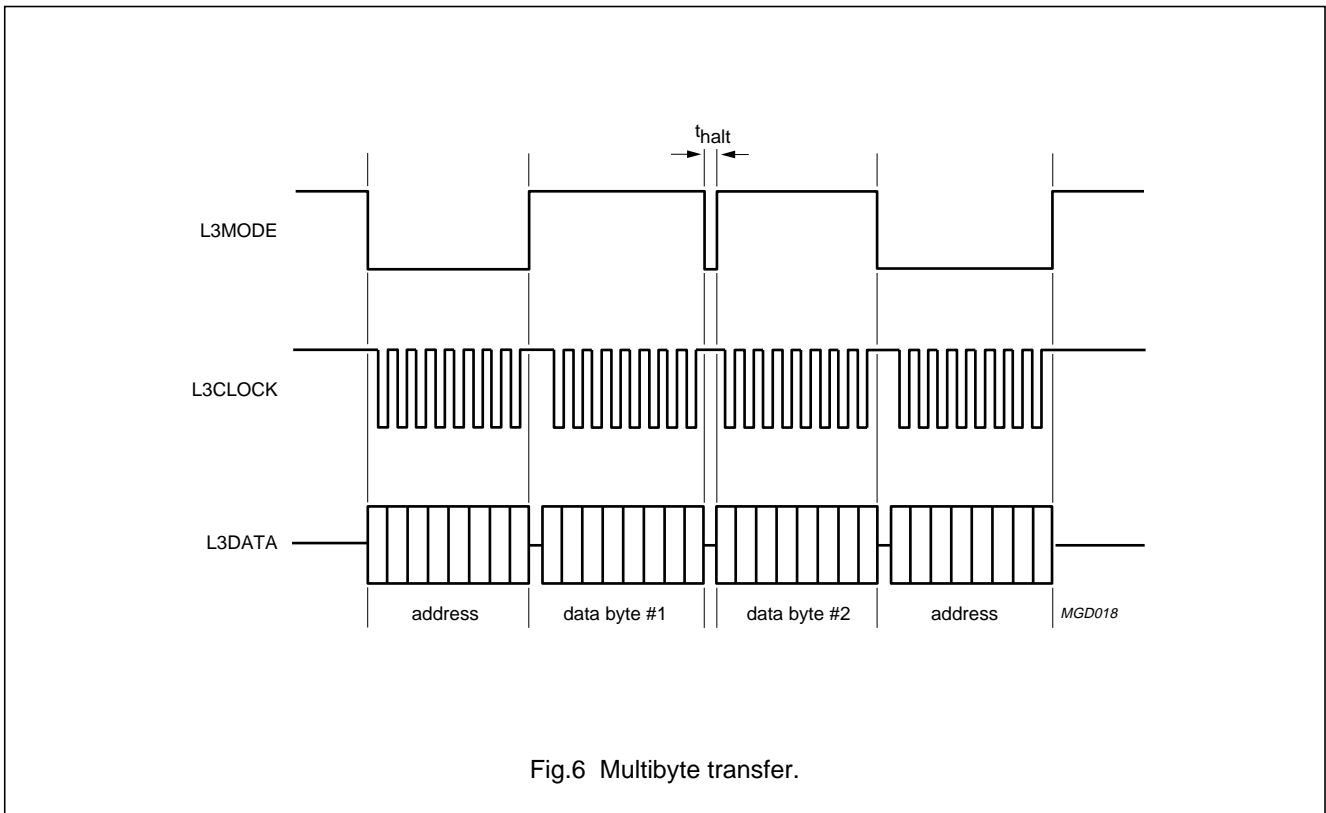 thalt
L3MODE
L3CLOCK
L3DATA
address data byte #1 data byte #2 address MGD018
Fig.6 Multibyte transfer.